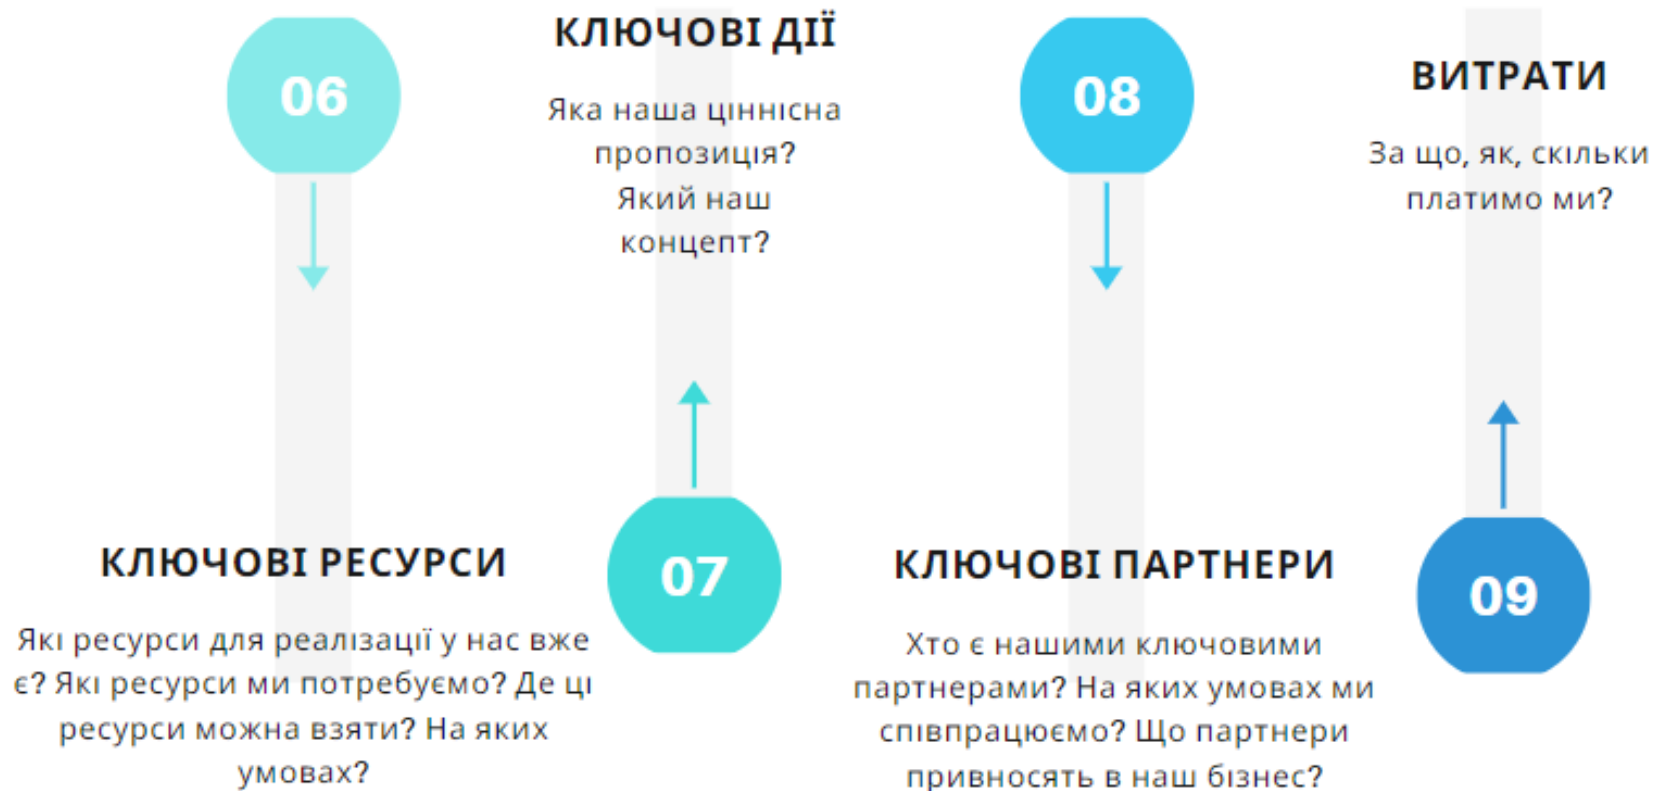 06
КЛЮЧОВІ РЕСУРСИ
Які ресурси для реалізації у нас вже
є? Які ресурси ми потребуємо? Де ці
ресурси можна взяти? На яких
умовах?
КЛЮЧОВІ ДІЇ
Яка наша ціннісна
пропозиція?
Який наш
концепт?
07
08
КЛЮЧОВІ ПАРТНЕРИ
Хто є нашими ключовими
партнерами? На яких умовах ми
співпрацюємо? Що партнери
привносять в наш бізнес?
ВИТРАТИ
За що, як, скільки
платимо ми?
09